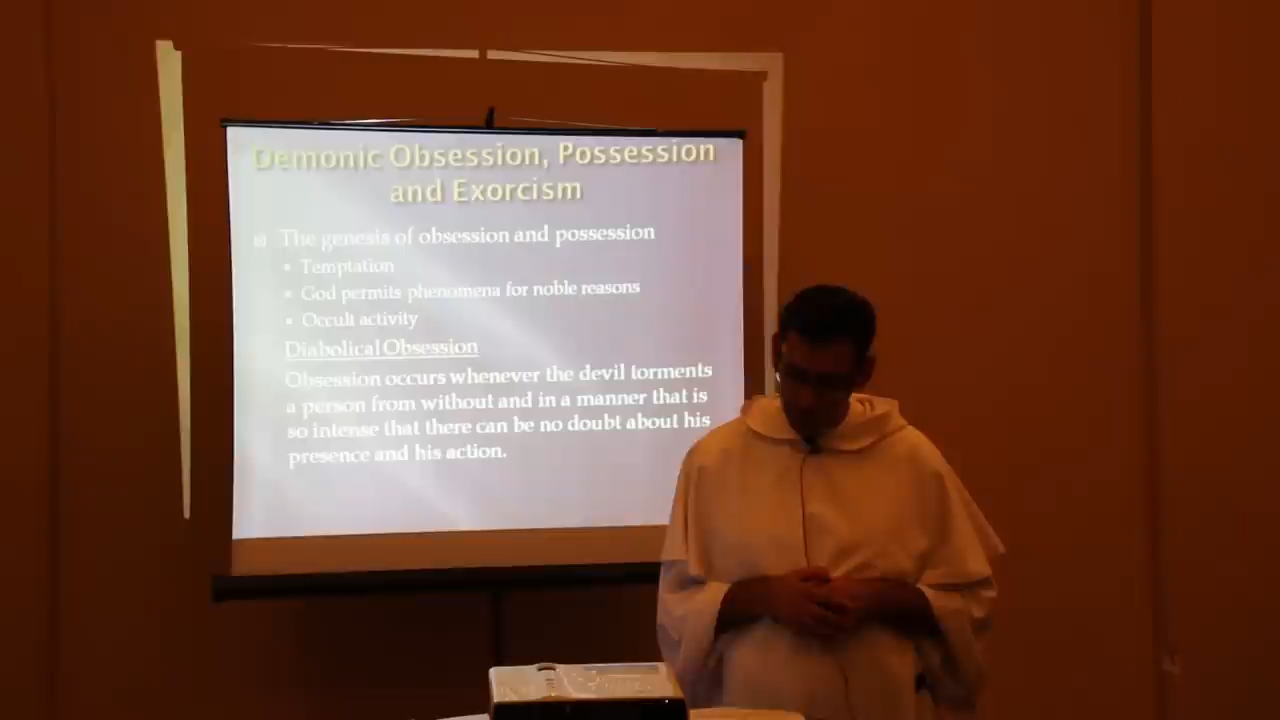 Demonic Obsession, Possession
and Exorcism
The genesis of obsession and possession
Temptation
God permits phenomena for noble reasons
Occult activity
Diabolical Obsession
Obsession occurs whenever the devil torments
a person from without and in a manner that is
so intense that there can be no doubt about his
presence and his action.